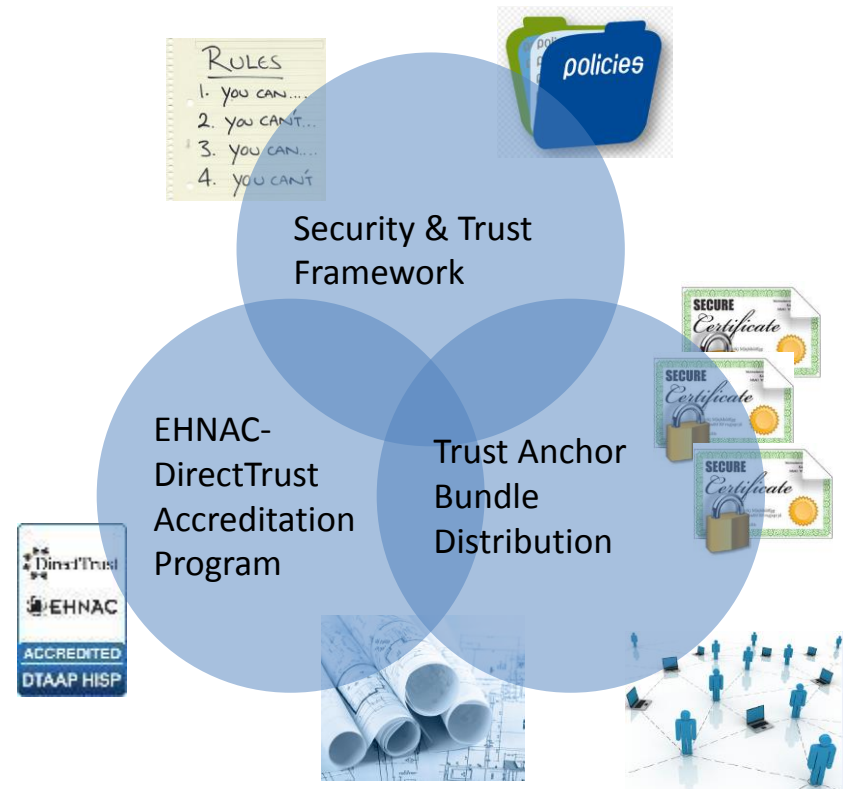 RULES
1. YOU CAN....
2. YOU CAN'T...
3. YOU CAN....
4. YOU CAN'T
poli
policies
Security & Trust
Framework
SECURE
Certificate
SECURE
Certificate
SECURE
Certificate
EHNAC-
DirectTrust
Accreditation
Program
Trust Anchor
Bundle
Distribution
DirectTrust
EHNAC
ACCREDITED
DTAAP HISP